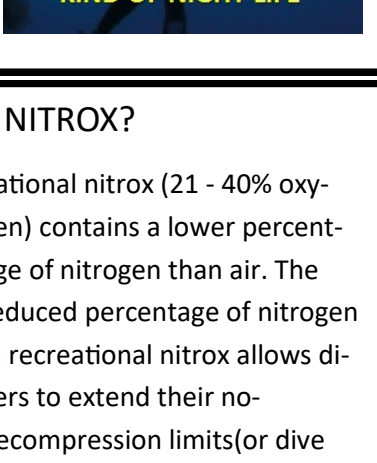 KIND OF NIGHT LIFE
NITROX?
ational nitrox (21 - 40% oxy-
en) contains a lower percent-
ge of nitrogen than air. The
educed percentage of nitrogen
recreational nitrox allows di-
ers to extend their no-
ecompression limits(or dive